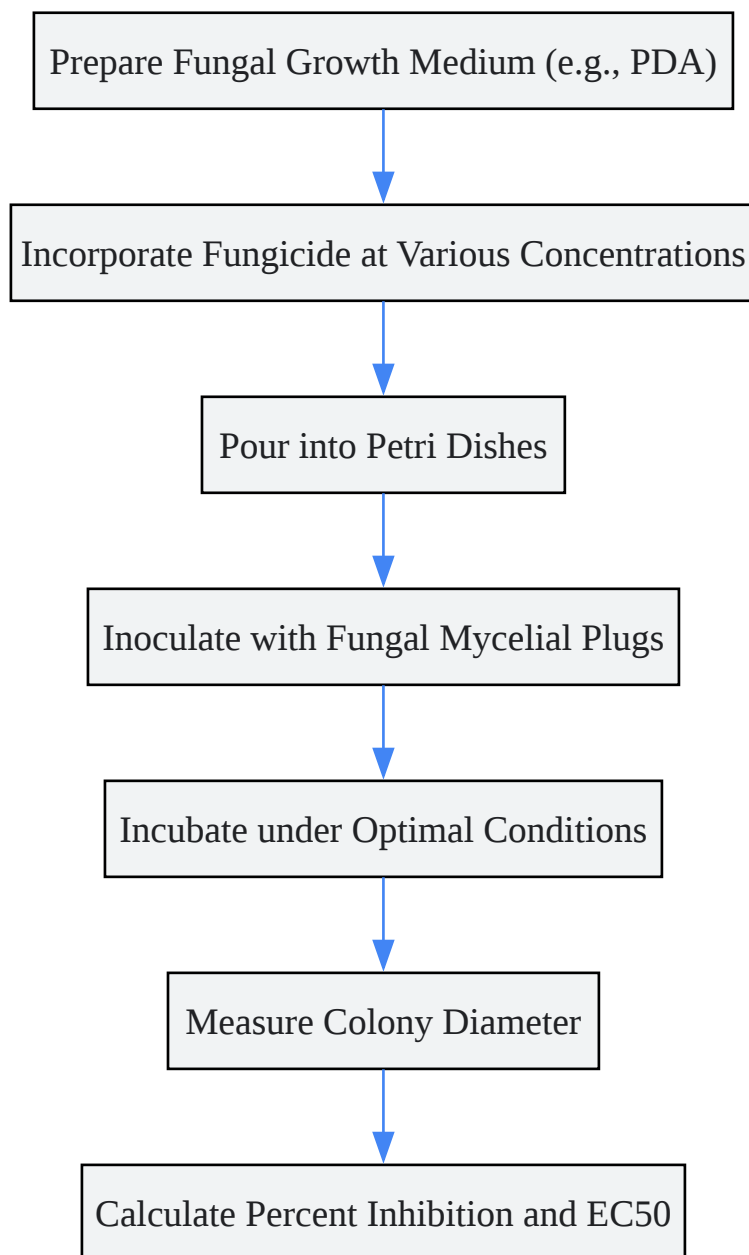 Prepare Fungal Growth Medium (e.g., PDA)
Incorporate Fungicide at Various Concentrations
Pour into Petri Dishes
Inoculate with Fungal Mycelial Plugs
Incubate under Optimal Conditions
Measure Colony Diameter
Calculate Percent Inhibition and EC50